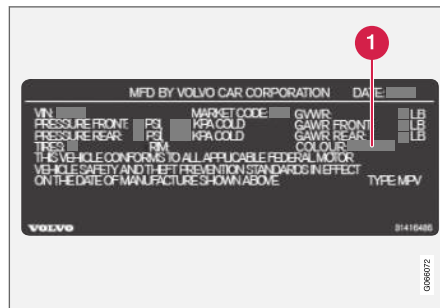 1
MFD BY VOLVO CAR CORPORATION DATE:
VIN: MARKET CODE: GVWR: LB
PRESSURE FRONT: PSI, KPA COLD GAWR FRONT: LB
PRESSURE REAR: PSI, KPA COLD GAWR REAR: LB
TIRES: RIM: COLOUR:
THIS VEHICLE CONFORMS TO ALL APPLICABLE FEDERAL MOTOR
VEHICLE SAFETY AND THEFT PREVENTION STANDARDS IN EFFECT
ON THE DATE OF MANUFACTURE SHOWN ABOVE. TYPE: MPV
VOLVO 31416486
G066072